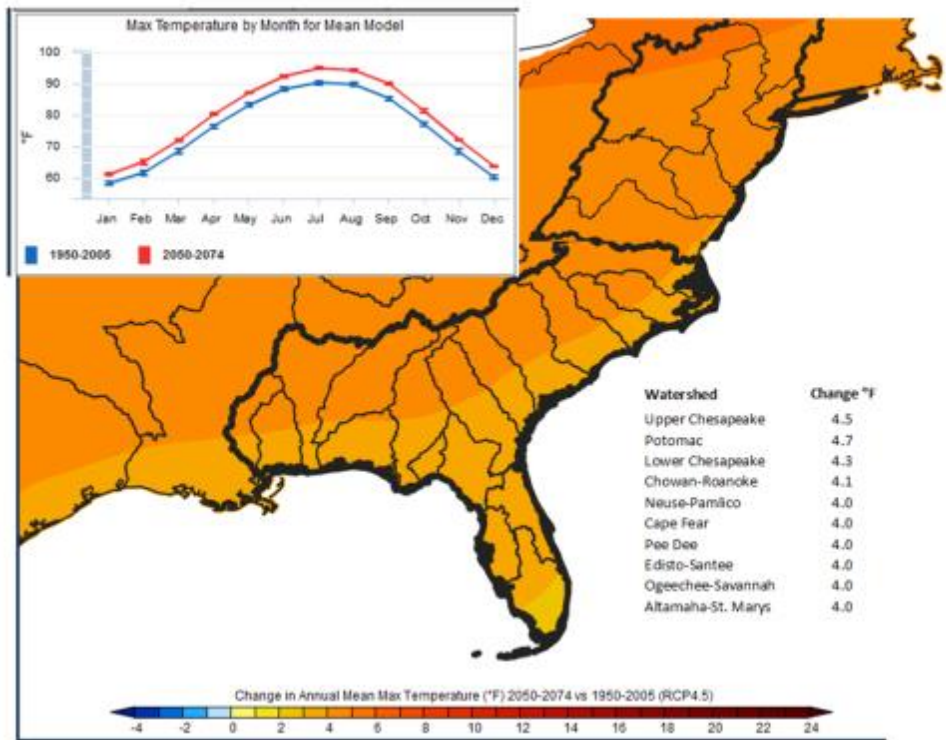 Max Temperature by Month for Mean Model
100
90
80
70
60
°F
Jan Feb Mar Apr May Jun Jul Aug Sep Oct Nov Dec
1950-2005 2050-2074
Watershed Change °F
Upper Chesapeake 4.5
Potomac 4.7
Lower Chesapeake 4.3
Chowan-Roanoke 4.1
Neuse-Pamlico 4.0
Cape Fear 4.0
Pee Dee 4.0
Edisto-Santee 4.0
Ogeechee-Savannah 4.0
Altamaha-St. Marys 4.0
Change in Annual Mean Max Temperature (°F) 2050-2074 vs 1950-2005 (RCP4.5)
-4 -2 0 2 4 6 8 10 12 14 16 18 20 22 24